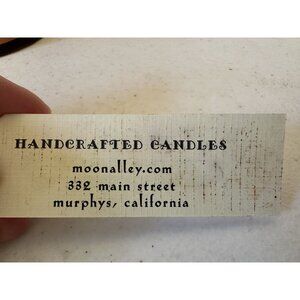 HANDCRAFTED CANDLES
moonalley.com
332 main street
murphys, california